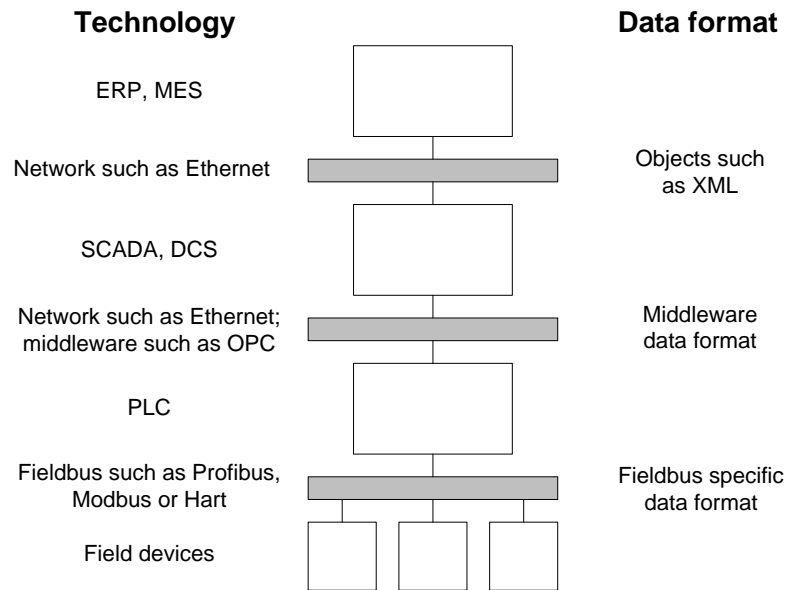 Technology
Data format
ERP, MES
Network such as Ethernet
Objects such
as XML
SCADA, DCS
Network such as Ethernet;
middleware such as OPC
Middleware
data format
PLC
Fieldbus such as Profibus,
Modbus or Hart
Fieldbus specific
data format
Field devices